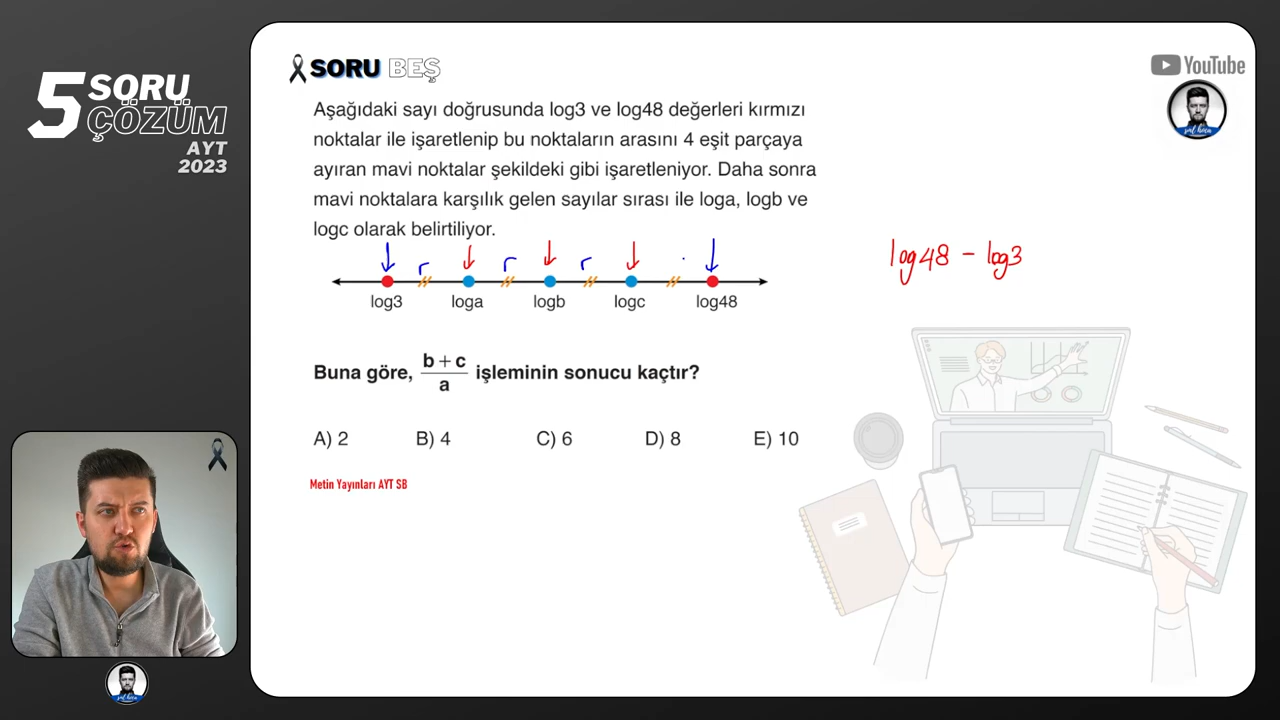 5 SORU
ÇÖZÜM
AYT
2023
SORU BEŞ
YouTube
Aşağıdaki sayı doğrusunda log3 ve log48 değerleri kırmızı
noktalar ile işaretlenip bu noktaların arasını 4 eşit parçaya
ayıran mavi noktalar şekildeki gibi işaretleniyor. Daha sonra
mavi noktalara karşılık gelen sayılar sırası ile loga, logb ve
logc olarak belirtiliyor.
r r r
log48 - log3
log3 loga logb logc log48
Buna göre, b + c / a işleminin sonucu kaçtır?
A) 2 B) 4 C) 6 D) 8 E) 10
Metin Yayınları AYT SB